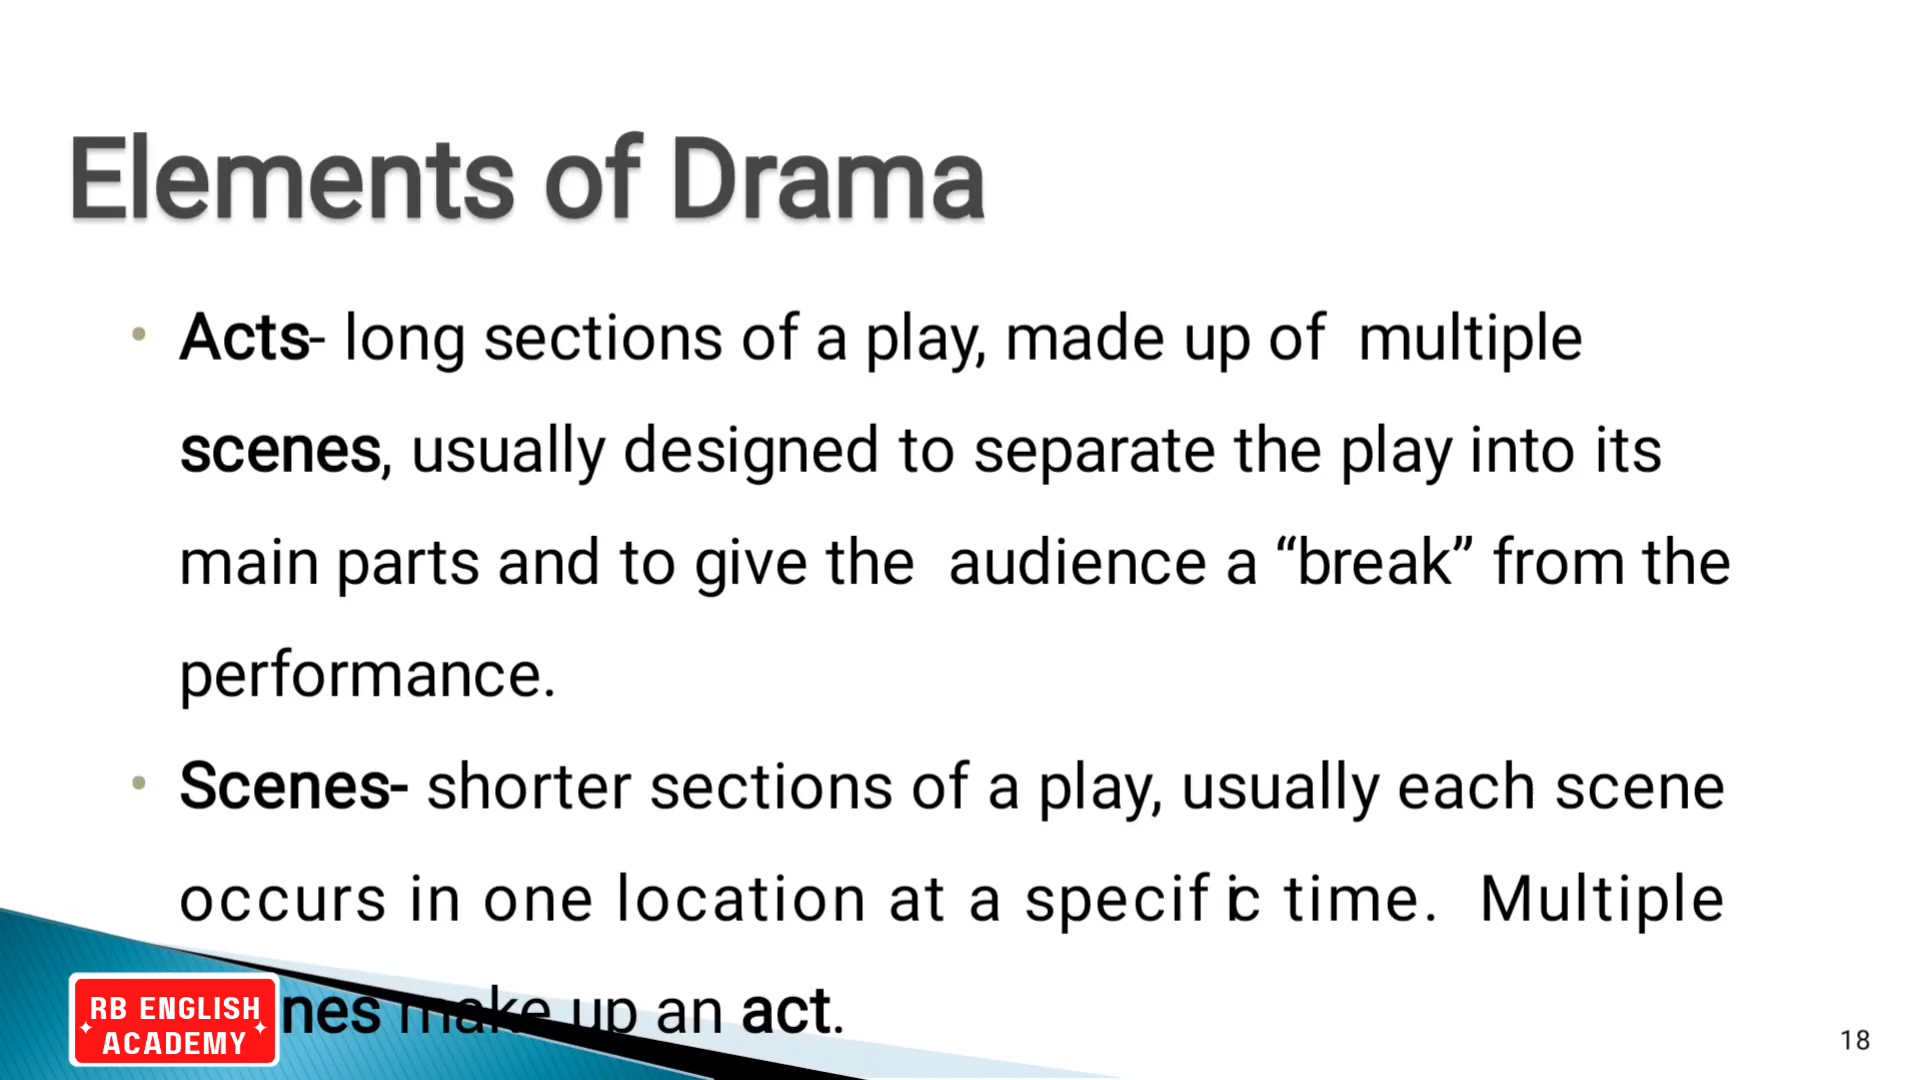 Elements of Drama
• Acts- long sections of a play, made up of multiple
scenes, usually designed to separate the play into its
main parts and to give the audience a “break” from the
performance.
• Scenes- shorter sections of a play, usually each scene
occurs in one location at a specific time. Multiple
nes make up an act.
RB ENGLISH
ACADEMY
18